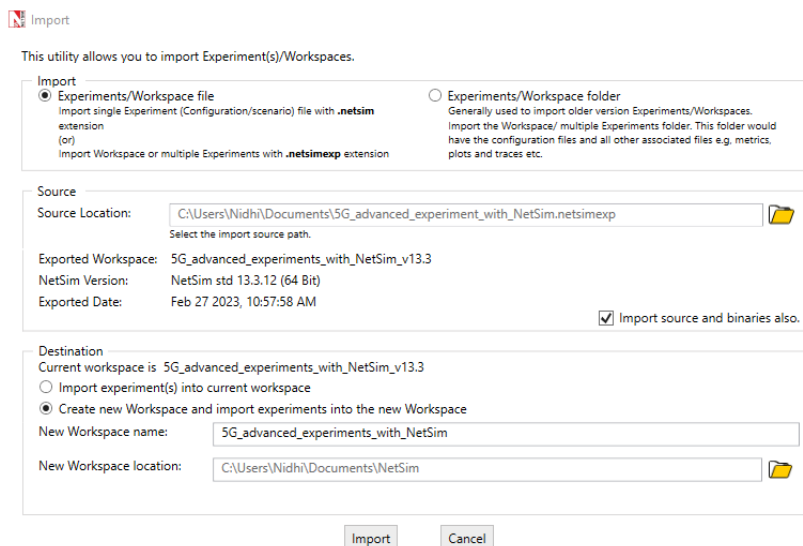 Import
This utility allows you to import Experiment(s)/Workspaces.
Import
Experiments/Workspace file
Import single Experiment (Configuration/scenario) file with .netsim
extension
(or)
Import Workspace or multiple Experiments with .netsimexp extension
Experiments/Workspace folder
Generally used to import older version Experiments/Workspaces.
Import the Workspace/ multiple Experiments folder. This folder would
have the configuration files and all other associated files e.g, metrics,
plots and traces etc.
Source
Source Location: C:\Users\Nidhi\Documents\5G_advanced_experiment_with_NetSim.netsimexp
Select the import source path.
Exported Workspace: 5G_advanced_experiments_with_NetSim_v13.3
NetSim Version: NetSim std 13.3.12 (64 Bit)
Exported Date: Feb 27 2023, 10:57:58 AM
Import source and binaries also.
Destination
Current workspace is 5G_advanced_experiments_with_NetSim_v13.3
Import experiment(s) into current workspace
Create new Workspace and import experiments into the new Workspace
New Workspace name: 5G_advanced_experiments_with_NetSim
New Workspace location: C:\Users\Nidhi\Documents\NetSim
Import Cancel